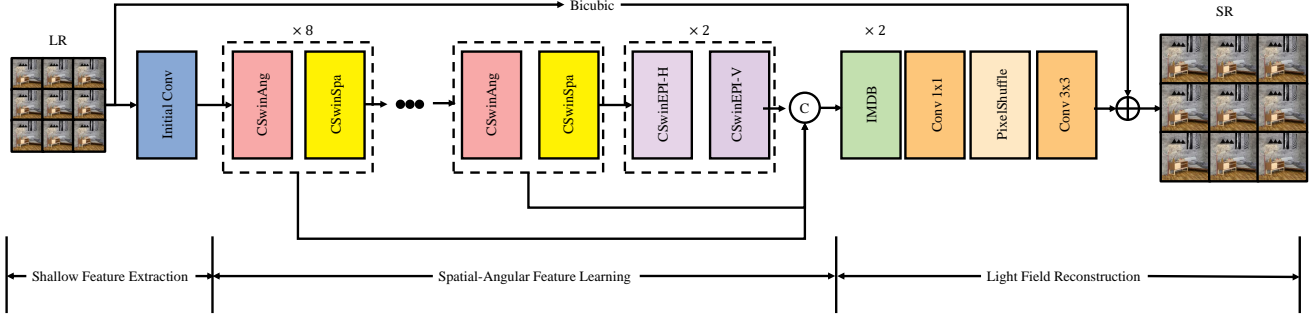 Bicubic
LR
SR
× 8
× 2
× 2
Initial Conv
CSwinAng
CSwinSpa
CSwinAng
CSwinSpa
CSwinEPI-H
CSwinEPI-V
C
IMDB
Conv 1x1
PixelShuffle
Conv 3x3
Shallow Feature Extraction
Spatial-Angular Feature Learning
Light Field Reconstruction